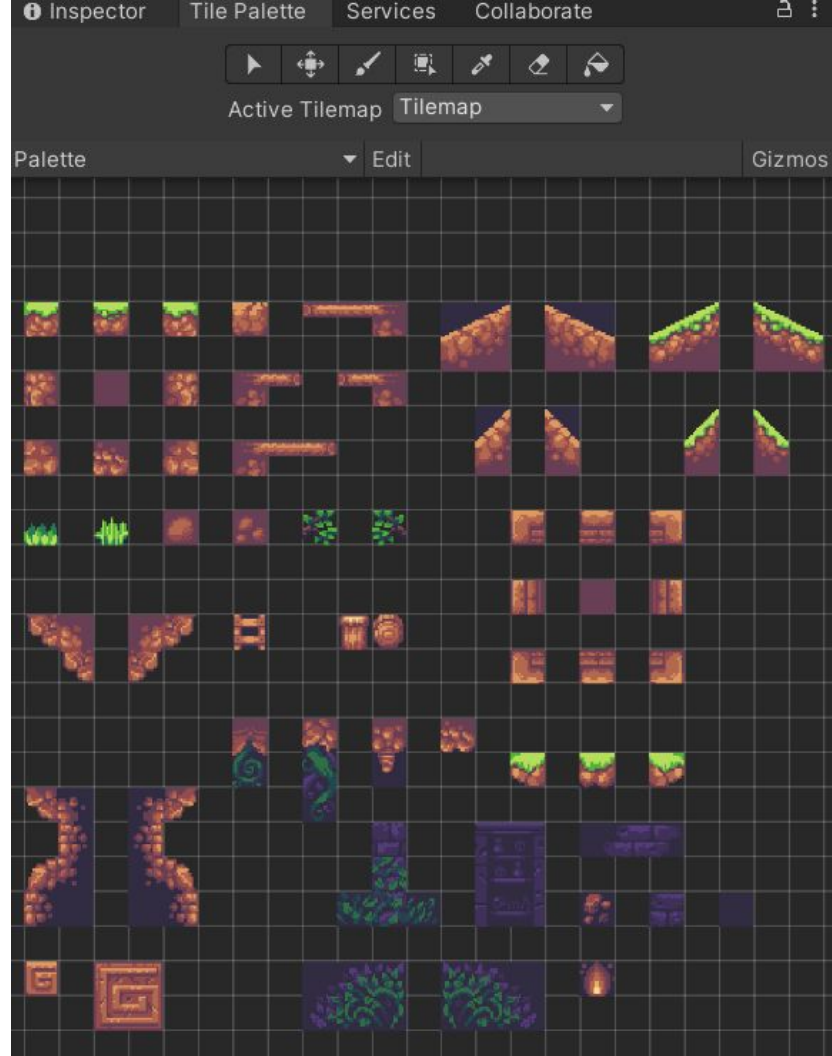 Inspector Tile Palette Services Collaborate
Active Tilemap Tilemap
Palette Edit Gizmos